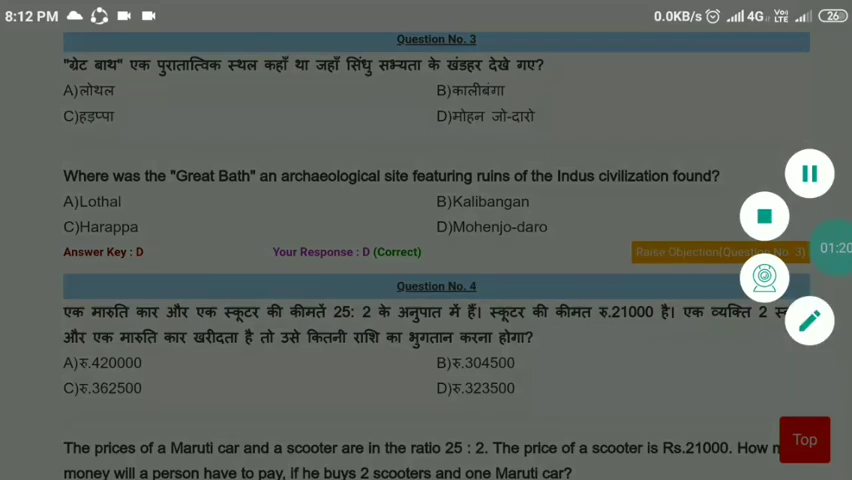 8:12 PM
0.0KB/s 4G VoLTE 26
Question No. 3
"ग्रेट बाथ" एक पुरातात्विक स्थल कहाँ था जहाँ सिंधु सभ्यता के खंडहर देखे गए?
A)लोथल B)कालीबंगा
C)हड़प्पा D)मोहन जो-दारो
Where was the "Great Bath" an archaeological site featuring ruins of the Indus civilization found?
A)Lothal B)Kalibangan
C)Harappa D)Mohenjo-daro
Answer Key : D Your Response : D (Correct) Raise Objection(Question No. 3)
01:20
Question No. 4
एक मारुति कार और एक स्कूटर की कीमतें 25: 2 के अनुपात में हैं। स्कूटर की कीमत रु.21000 है। एक व्यक्ति 2
और एक मारुति कार खरीदता है तो उसे कितनी राशि का भुगतान करना होगा?
A)रु.420000 B)रु.304500
C)रु.362500 D)रु.323500
Top
The prices of a Maruti car and a scooter are in the ratio 25 : 2. The price of a scooter is Rs.21000. How
money will a person have to pay, if he buys 2 scooters and one Maruti car?